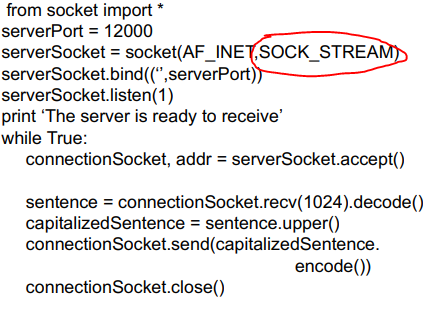 from socket import *
serverPort = 12000
serverSocket = socket(AF_INET,SOCK_STREAM)
serverSocket.bind((‘’,serverPort))
serverSocket.listen(1)
print ‘The server is ready to receive’
while True:
connectionSocket, addr = serverSocket.accept()
sentence = connectionSocket.recv(1024).decode()
capitalizedSentence = sentence.upper()
connectionSocket.send(capitalizedSentence.
encode())
connectionSocket.close()